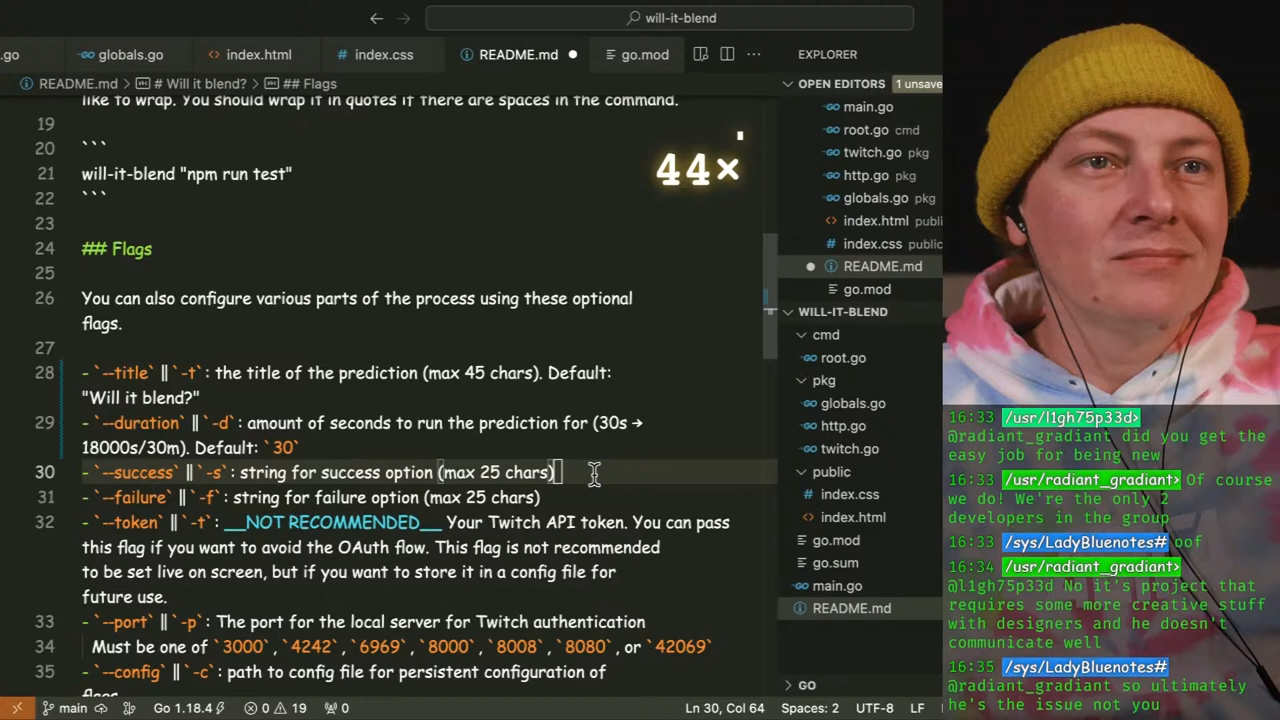 will-it-blend
.go
globals.go
index.html
# index.css
README.md
go.mod
EXPLORER
README.md > # Will it blend? > ## Flags
OPEN EDITORS 1 unsave
main.go
root.go cmd
twitch.go pkg
http.go pkg
globals.go pkg
index.html public
# index.css public
README.md
go.mod
WILL-IT-BLEND
cmd
root.go
pkg
globals.go
http.go
twitch.go
public
# index.css
index.html
go.mod
go.sum
main.go
README.md
GO
like to wrap. You should wrap it in quotes if there are spaces in the command.
19
20 ```
21 will-it-blend "npm run test"
22 ```
23
24 ## Flags
25
26 You can also configure various parts of the process using these optional
flags.
27
28 - `--title` || `-t`: the title of the prediction (max 45 chars). Default:
"Will it blend?"
29 - `--duration` || `-d`: amount of seconds to run the prediction for (30s →
18000s/30m). Default: `30`
30 - `--success` || `-s`: string for success option (max 25 chars)
31 - `--failure` || `-f`: string for failure option (max 25 chars)
32 - `--token` || `-t`: __NOT RECOMMENDED__ Your Twitch API token. You can pass
this flag if you want to avoid the OAuth flow. This flag is not recommended
to be set live on screen, but if you want to store it in a config file for
future use.
33 - `--port` || `-p`: The port for the local server for Twitch authentication
34 Must be one of `3000`, `4242`, `6969`, `8000`, `8008`, `8080`, or `42069`
35 - `--config` || `-c`: path to config file for persistent configuration of
flags
44×
main
Go 1.18.4
0
19
0
Ln 30, Col 64
Spaces: 2
UTF-8
LF
16:33 /usr/l1gh75p33d>
@radiant_gradient did you get the
easy job for being new
16:33 /usr/radiant_gradient> Of course
we do! We're the only 2
developers in the group
16:33 /sys/LadyBluenotes# oof
16:34 /usr/radiant_gradient>
@l1gh75p33d No it's project that
requires some more creative stuff
with designers and he doesn't
communicate well
16:35 /sys/LadyBluenotes#
@radiant_gradient so ultimately
he's the issue not you